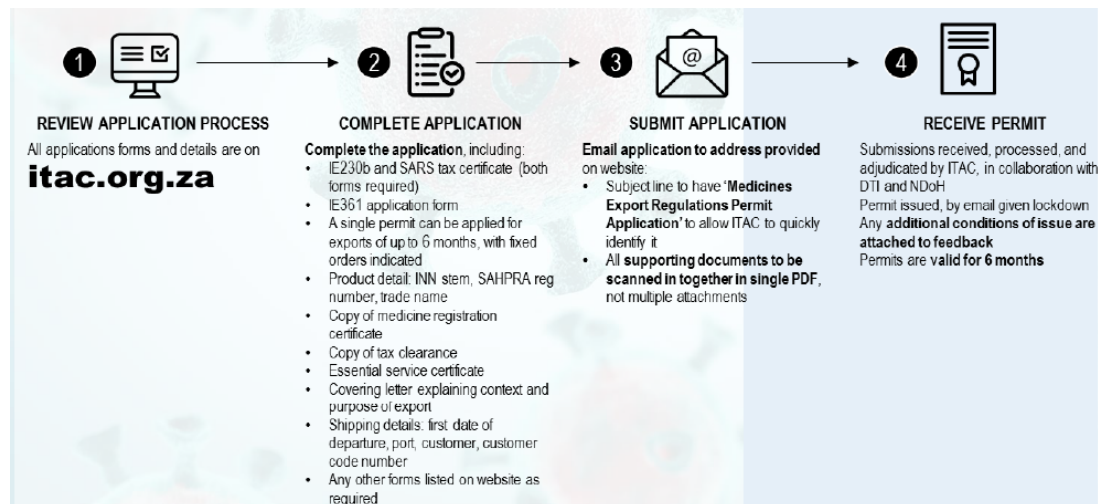 1
REVIEW APPLICATION PROCESS
All applications forms and details are on
itac.org.za
2
COMPLETE APPLICATION
Complete the application, including:
• IE230b and SARS tax certificate (both
forms required)
• IE361 application form
• A single permit can be applied for
exports of up to 6 months, with fixed
orders indicated
• Product detail: INN stem, SAHPRA reg
number, trade name
• Copy of medicine registration
certificate
• Copy of tax clearance
• Essential service certificate
• Covering letter explaining context and
purpose of export
• Shipping details: first date of
departure, port, customer, customer
code number
• Any other forms listed on website as
required
3
@
SUBMIT APPLICATION
Email application to address provided
on website:
• Subject line to have ‘Medicines
Export Regulations Permit
Application’ to allow ITAC to quickly
identify it
• All supporting documents to be
scanned in together in single PDF,
not multiple attachments
4
RECEIVE PERMIT
Submissions received, processed, and
adjudicated by ITAC, in collaboration with
DTI and NDoH
Permit issued, by email given lockdown
Any additional conditions of issue are
attached to feedback
Permits are valid for 6 months